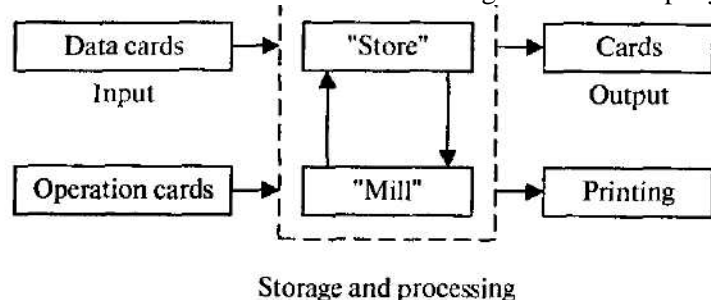 Data cards "Store" Cards
Input Output
Operation cards "Mill" Printing
Storage and processing